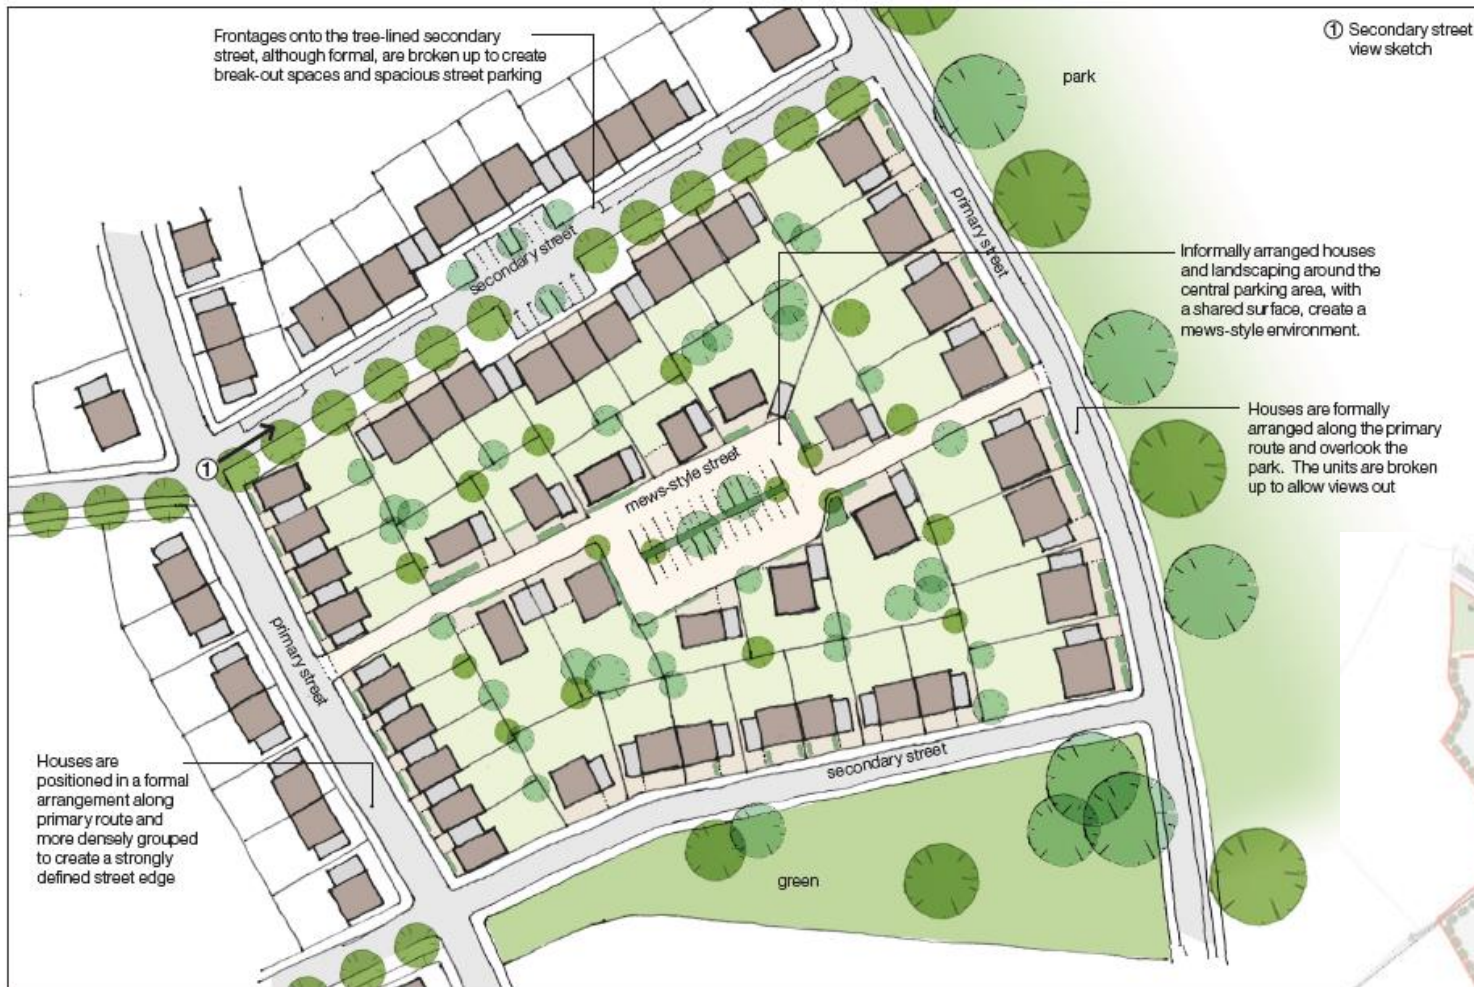 Frontages onto the tree-lined secondary
street, although formal, are broken up to create
break-out spaces and spacious street parking
① Secondary street
view sketch
park
primary street
secondary street
Informally arranged houses
and landscaping around the
central parking area, with
a shared surface, create a
mews-style environment.
Houses are formally
arranged along the primary
route and overlook the
park. The units are broken
up to allow views out
①
mews-style street
primary street
secondary street
Houses are
positioned in a formal
arrangement along
primary route and
more densely grouped
to create a strongly
defined street edge
green